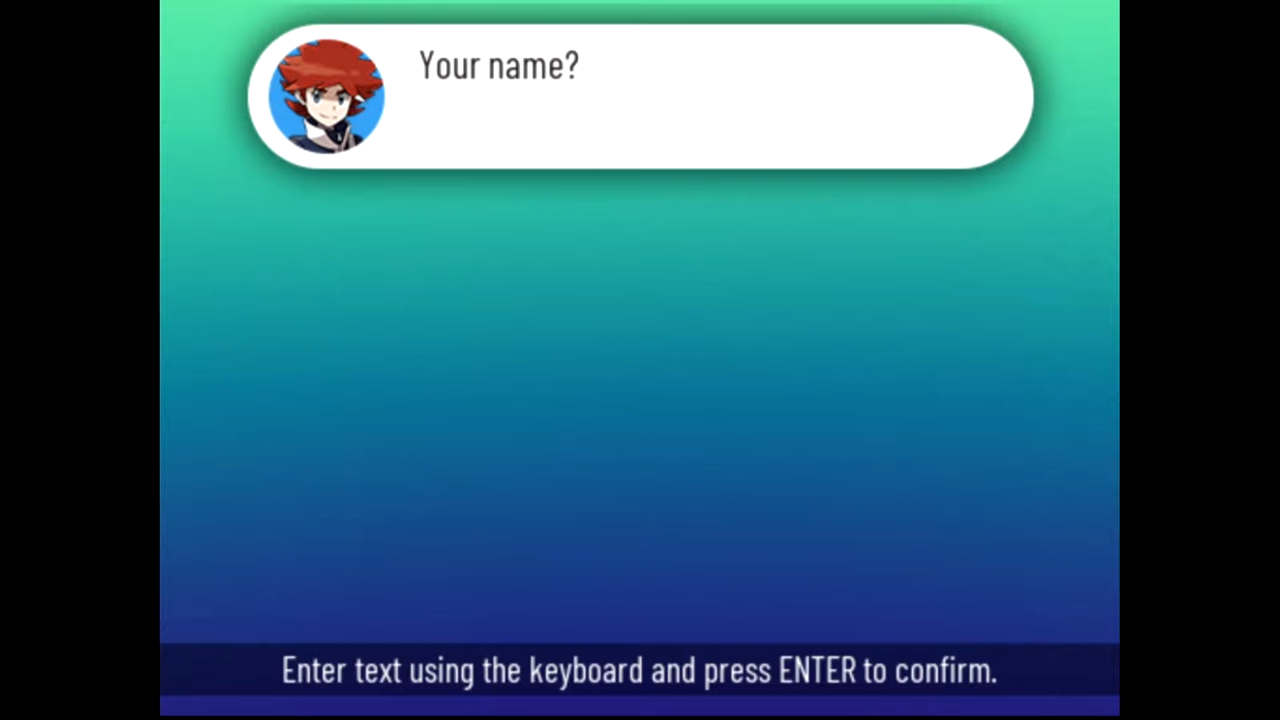 Your name?
Enter text using the keyboard and press ENTER to confirm.